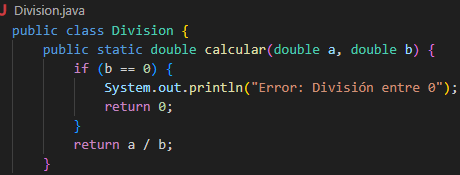 Division.java
public class Division {
    public static double calcular(double a, double b) {
        if (b == 0) {
            System.out.println("Error: División entre 0");
            return 0;
        }
        return a / b;
    }